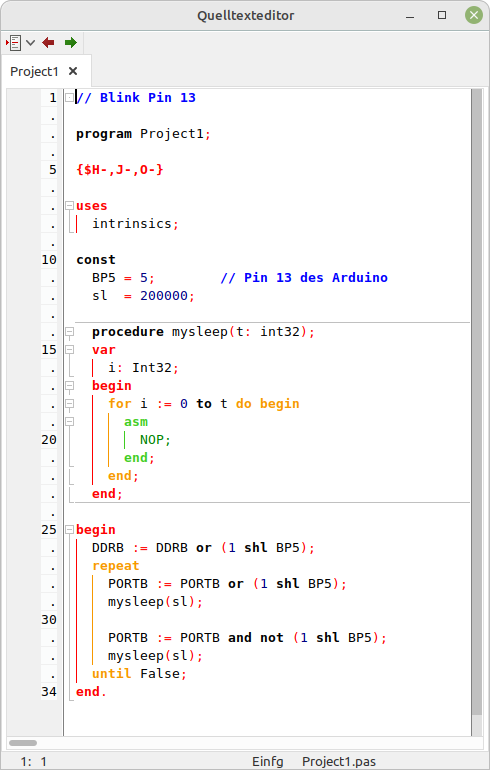 Quelltexteditor
Project1
1 // Blink Pin 13
.
. program Project1;
.
5 {$H-,J-,O-}
.
. uses
. intrinsics;
.
10 const
. BP5 = 5;        // Pin 13 des Arduino
. sl  = 200000;
.
. procedure mysleep(t: int32);
15 var
. i: Int32;
. begin
. for i := 0 to t do begin
. asm
20 NOP;
. end;
. end;
. end;
.
25 begin
. DDRB := DDRB or (1 shl BP5);
. repeat
. PORTB := PORTB or (1 shl BP5);
. mysleep(sl);
30
. PORTB := PORTB and not (1 shl BP5);
. mysleep(sl);
. until False;
34 end.
1: 1 Einfg Project1.pas